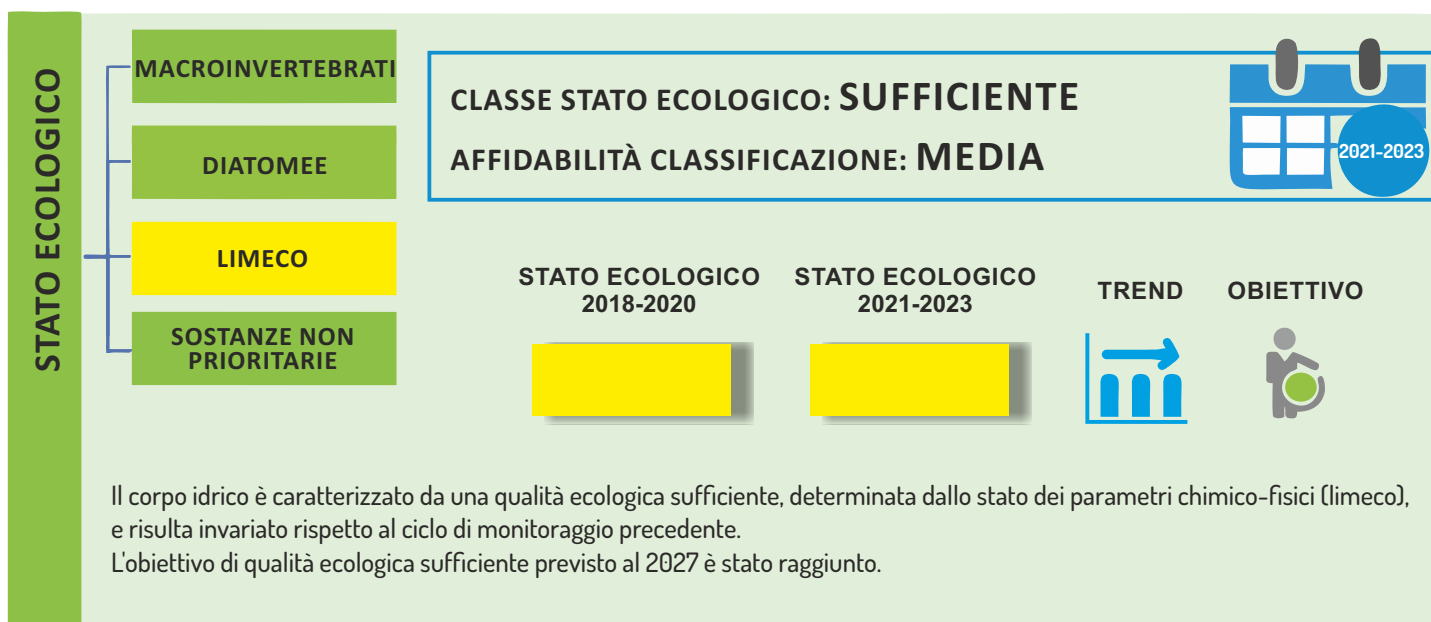 STATO ECOLOGICO
MACROINVERTEBRATI
DIATOMEE
LIMECO
SOSTANZE NON
PRIORITARIE
CLASSE STATO ECOLOGICO: SUFFICIENTE
AFFIDABILITÀ CLASSIFICAZIONE: MEDIA
2021-2023
STATO ECOLOGICO
2018-2020
STATO ECOLOGICO
2021-2023
TREND
OBIETTIVO
Il corpo idrico è caratterizzato da una qualità ecologica sufficiente, determinata dallo stato dei parametri chimico-fisici (limeco),
e risulta invariato rispetto al ciclo di monitoraggio precedente.
L'obiettivo di qualità ecologica sufficiente previsto al 2027 è stato raggiunto.